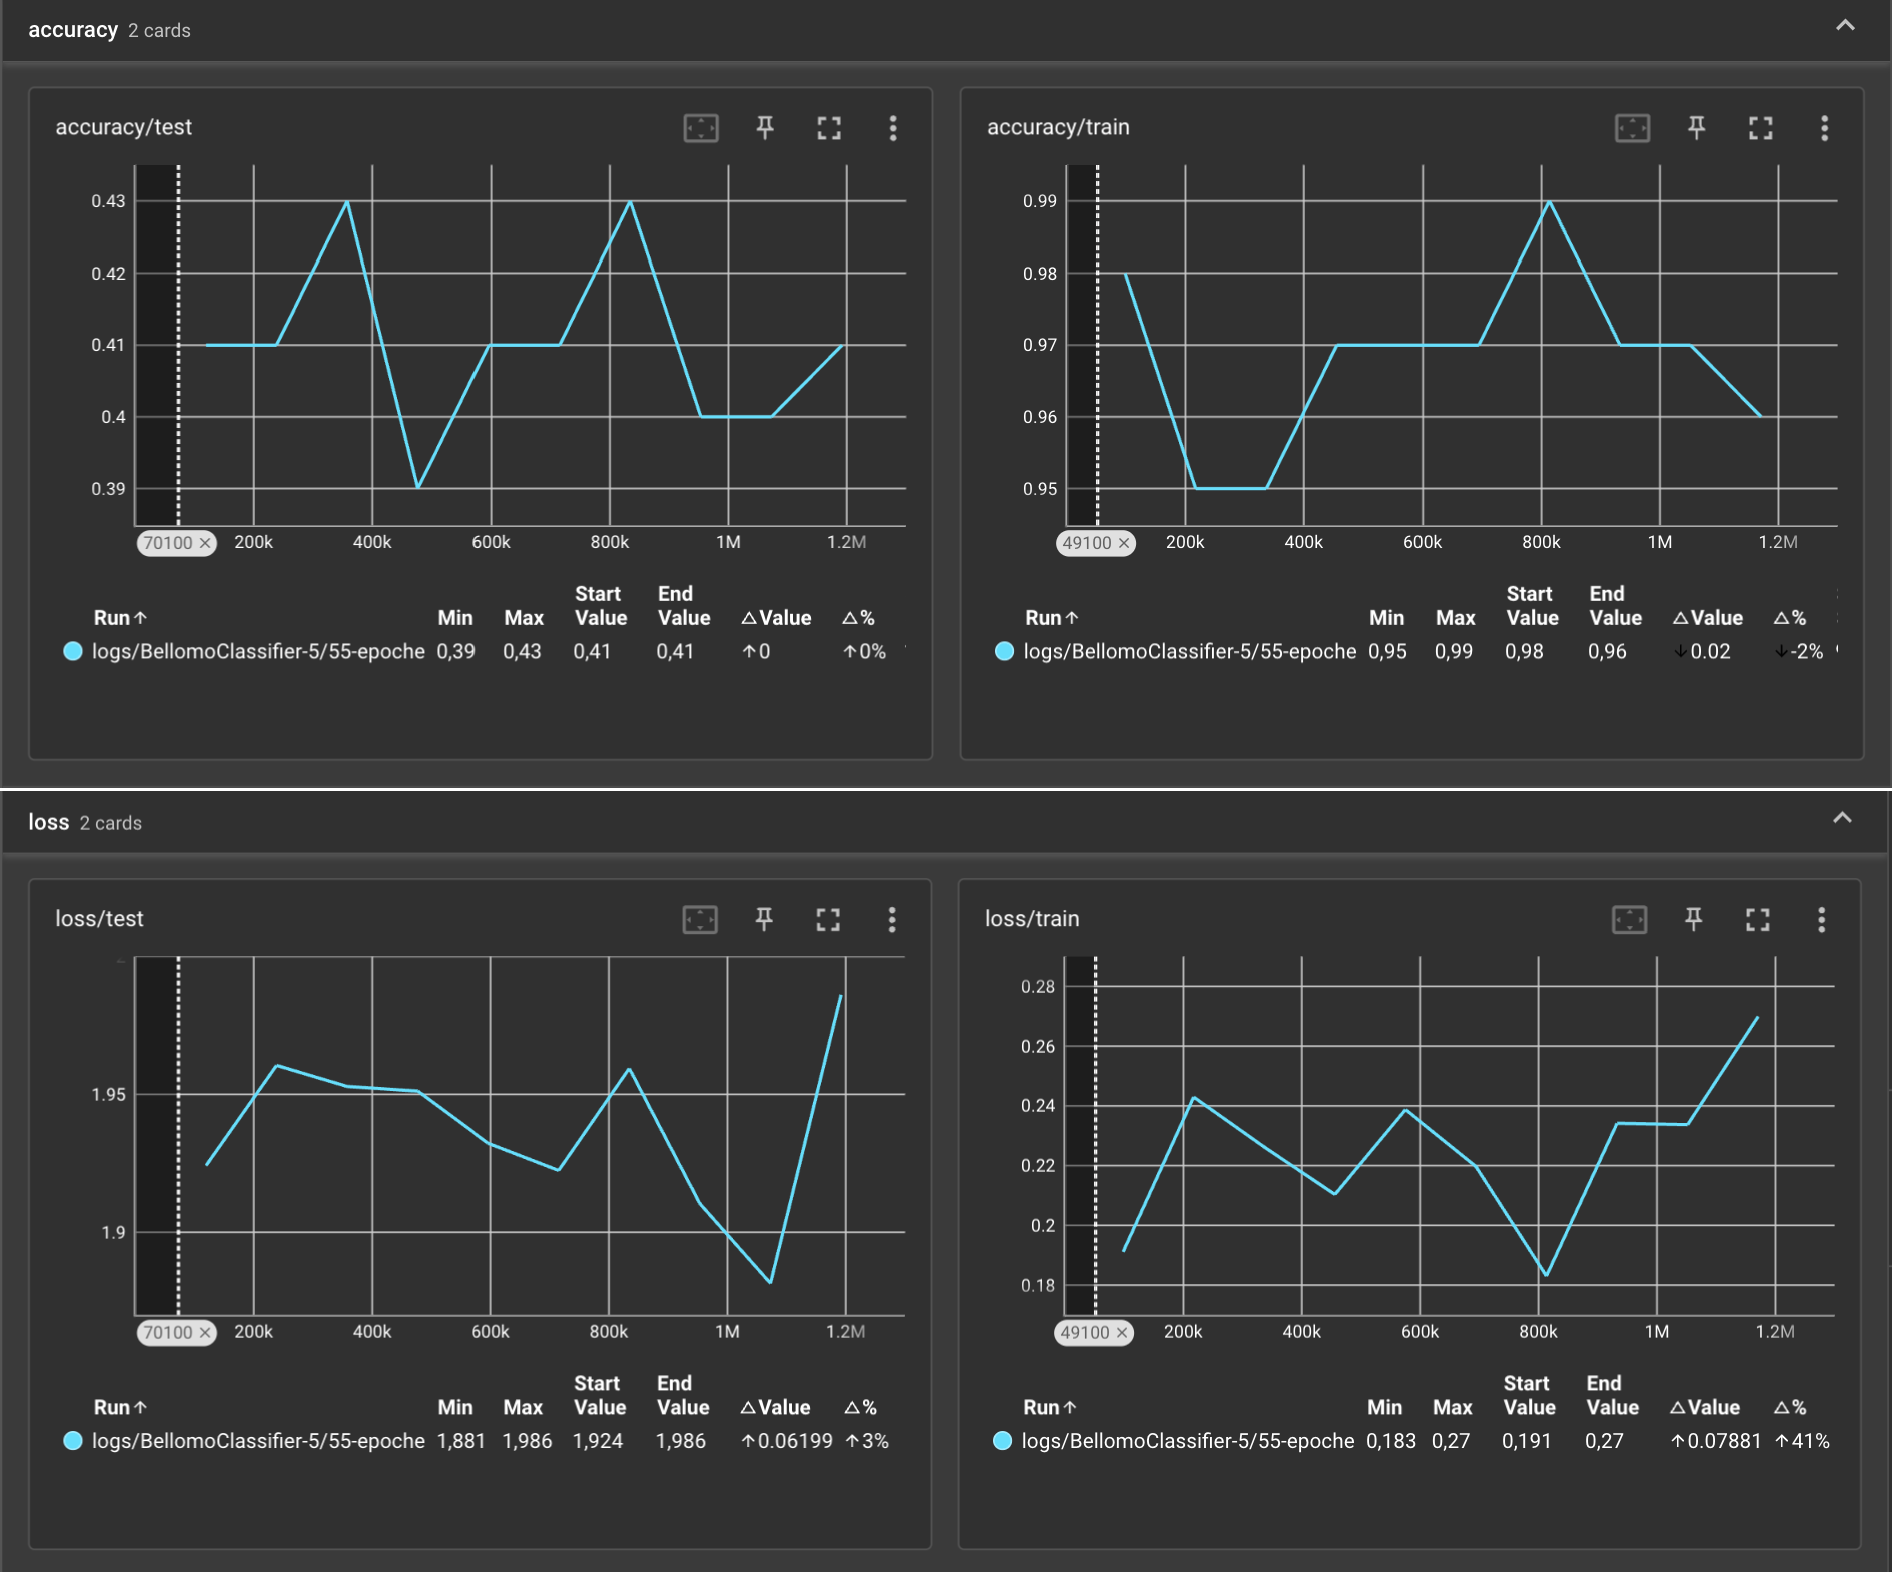 accuracy 2 cards
accuracy/test
0.43
0.42
0.41
0.4
0.39
70100 × 200k 400k 600k 800k 1M 1.2M
Run↑ Min Max Start Value End Value △Value △%
logs/BellomoClassifier-5/55-epoche 0,39 0,43 0,41 0,41 ↑0 ↑0%
accuracy/train
0.99
0.98
0.97
0.96
0.95
49100 × 200k 400k 600k 800k 1M 1.2M
Run↑ Min Max Start Value End Value △Value △%
logs/BellomoClassifier-5/55-epoche 0,95 0,99 0,98 0,96 ↓0.02 ↓-2%
loss 2 cards
loss/test
1.95
1.9
70100 × 200k 400k 600k 800k 1M 1.2M
Run↑ Min Max Start Value End Value △Value △%
logs/BellomoClassifier-5/55-epoche 1,881 1,986 1,924 1,986 ↑0.06199 ↑3%
loss/train
0.28
0.26
0.24
0.22
0.2
0.18
49100 × 200k 400k 600k 800k 1M 1.2M
Run↑ Min Max Start Value End Value △Value △%
logs/BellomoClassifier-5/55-epoche 0,183 0,27 0,191 0,27 ↑0.07881 ↑41%